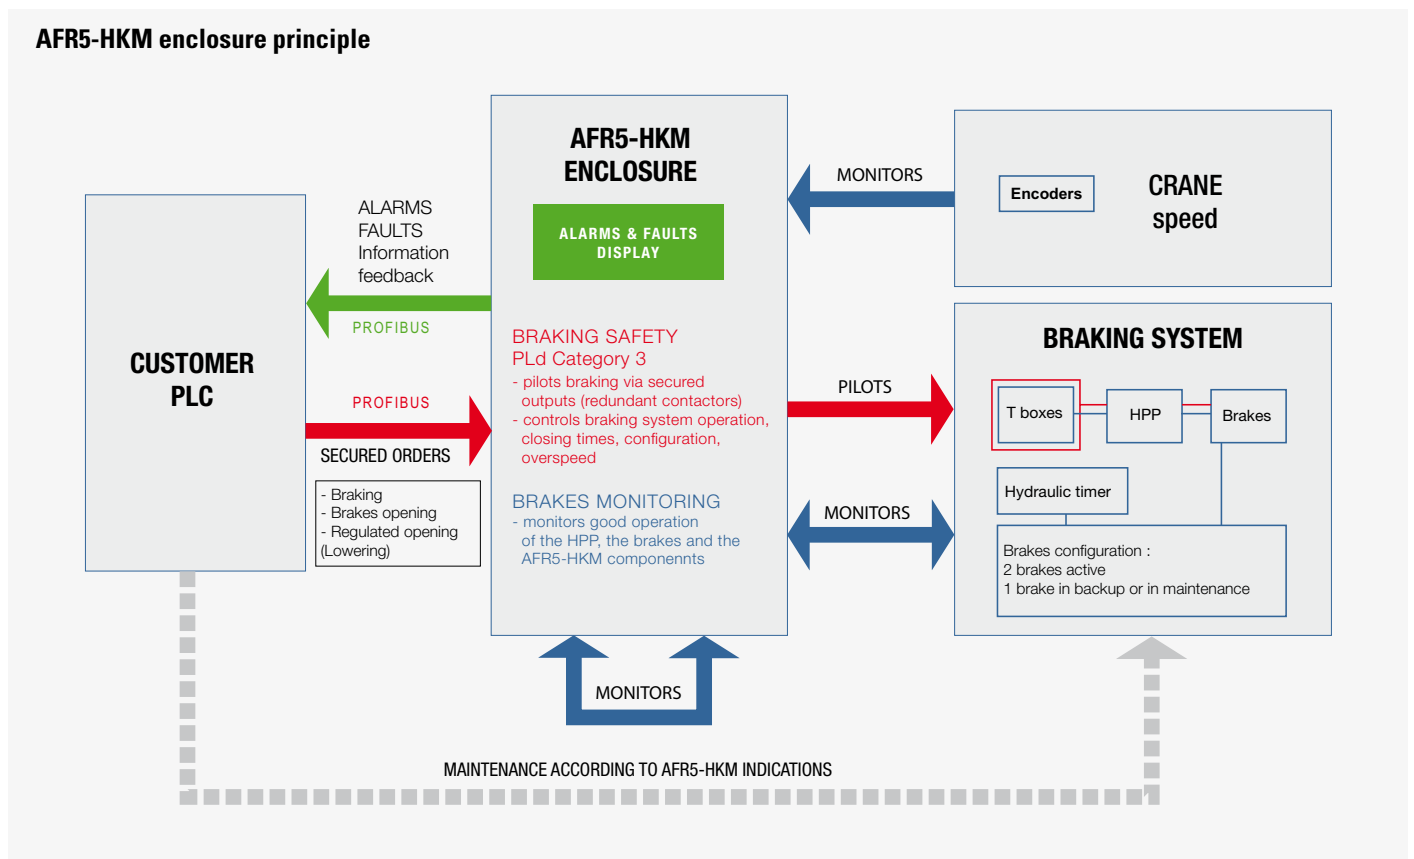 AFR5-HKM enclosure principle
CUSTOMER
PLC
ALARMS
FAULTS
Information
feedback
PROFIBUS
PROFIBUS
SECURED ORDERS
- Braking
- Brakes opening
- Regulated opening
(Lowering)
AFR5-HKM
ENCLOSURE
ALARMS & FAULTS
DISPLAY
BRAKING SAFETY
PLd Category 3
- pilots braking via secured
outputs (redundant contactors)
- controls braking system operation,
closing times, configuration,
overspeed
BRAKES MONITORING
- monitors good operation
of the HPP, the brakes and the
AFR5-HKM componennts
MONITORS
MONITORS
PILOTS
MONITORS
Encoders
CRANE
speed
BRAKING SYSTEM
T boxes
HPP
Brakes
Hydraulic timer
Brakes configuration :
2 brakes active
1 brake in backup or in maintenance
MAINTENANCE ACCORDING TO AFR5-HKM INDICATIONS